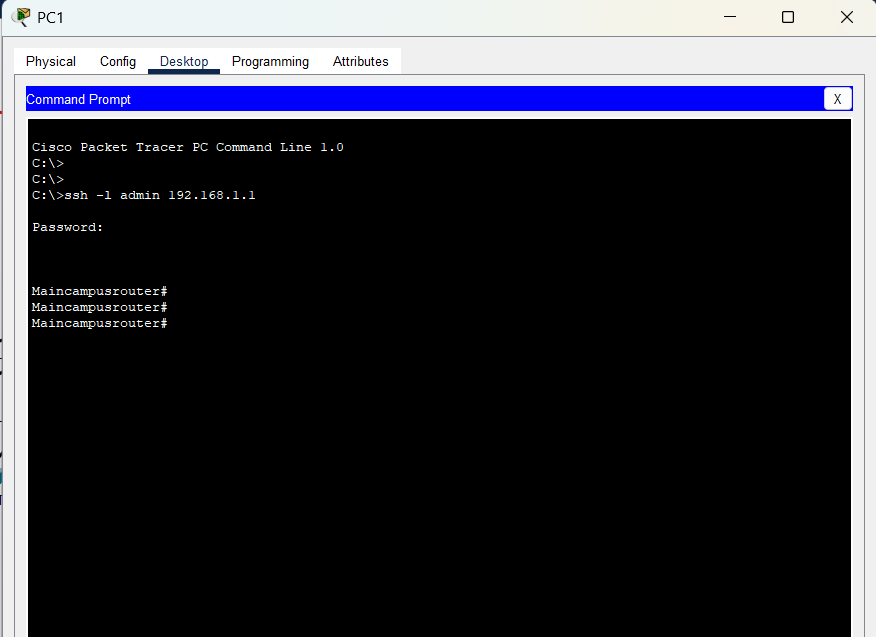 PC1
Physical Config Desktop Programming Attributes
Command Prompt X
Cisco Packet Tracer PC Command Line 1.0
C:\>
C:\>
C:\>ssh -l admin 192.168.1.1
Password:
Maincampusrouter#
Maincampusrouter#
Maincampusrouter#